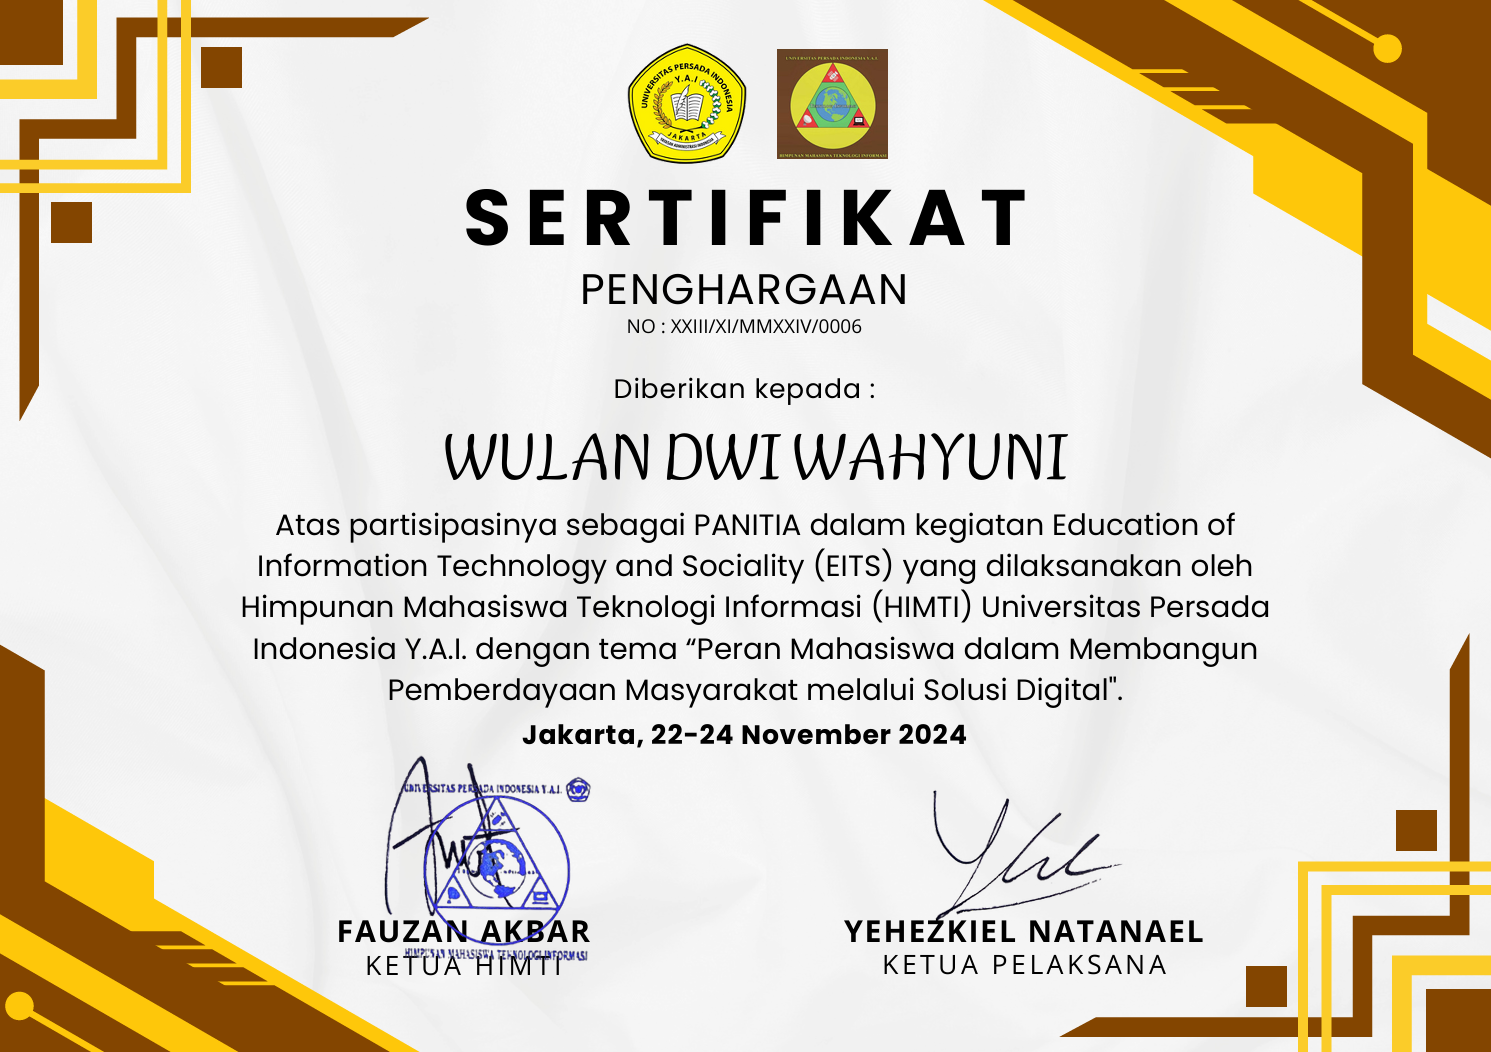 UNIVERSITAS PERSADA INDONESIA
Y.A.I
JAKARTA
UNIVERSITAS PERSADA INDONESIA Y.A.I
HIMPUNAN MAHASISWA TEKNOLOGI INFORMASI
SERTIFIKAT
PENGHARGAAN
NO : XXIII/XI/MMXXIV/0006
Diberikan kepada :
WULAN DWI WAHYUNI
Atas partisipasinya sebagai PANITIA dalam kegiatan Education of
Information Technology and Sociality (EITS) yang dilaksanakan oleh
Himpunan Mahasiswa Teknologi Informasi (HIMTI) Universitas Persada
Indonesia Y.A.I. dengan tema “Peran Mahasiswa dalam Membangun
Pemberdayaan Masyarakat melalui Solusi Digital".
Jakarta, 22-24 November 2024
UNIVERSITAS PERSADA INDONESIA Y.A.I.
FAUZAN AKBAR
HIMPUNAN MAHASISWA TEKNOLOGI INFORMASI
KETUA HIMTI
YEHEZKIEL NATANAEL
KETUA PELAKSANA